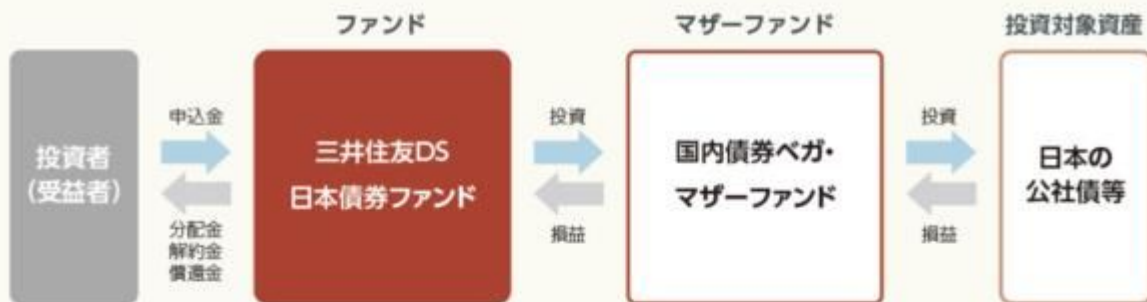 ファンド
マザーファンド
投資対象資産
投資者
(受益者)
申込金
分配金
解約金
償還金
三井住友DS
日本債券ファンド
投資
損益
国内債券ベガ・
マザーファンド
投資
損益
日本の
公社債等